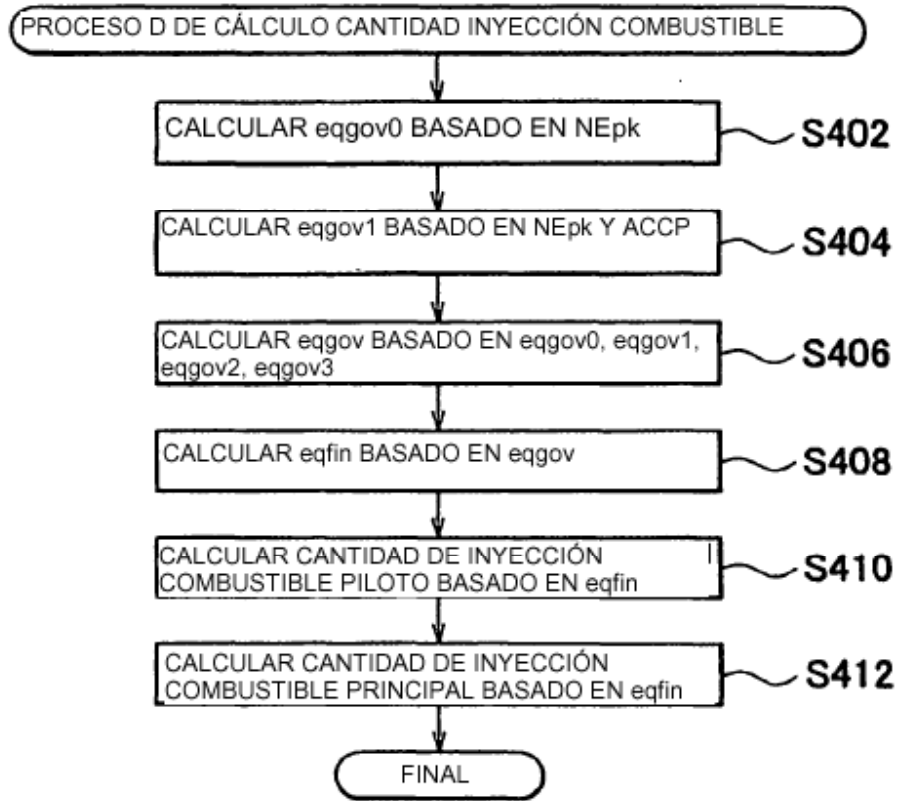 PROCESO D DE CÁLCULO CANTIDAD INYECCIÓN COMBUSTIBLE
CALCULAR eqgov0 BASADO EN NEpk
S402
CALCULAR eqgov1 BASADO EN NEpk Y ACCP
S404
CALCULAR eqgov BASADO EN eqgov0, eqgov1,
eqgov2, eqgov3
S406
CALCULAR eqfin BASADO EN eqgov
S408
CALCULAR CANTIDAD DE INYECCIÓN
COMBUSTIBLE PILOTO BASADO EN eqfin
S410
CALCULAR CANTIDAD DE INYECCIÓN
COMBUSTIBLE PRINCIPAL BASADO EN eqfin
S412
FINAL